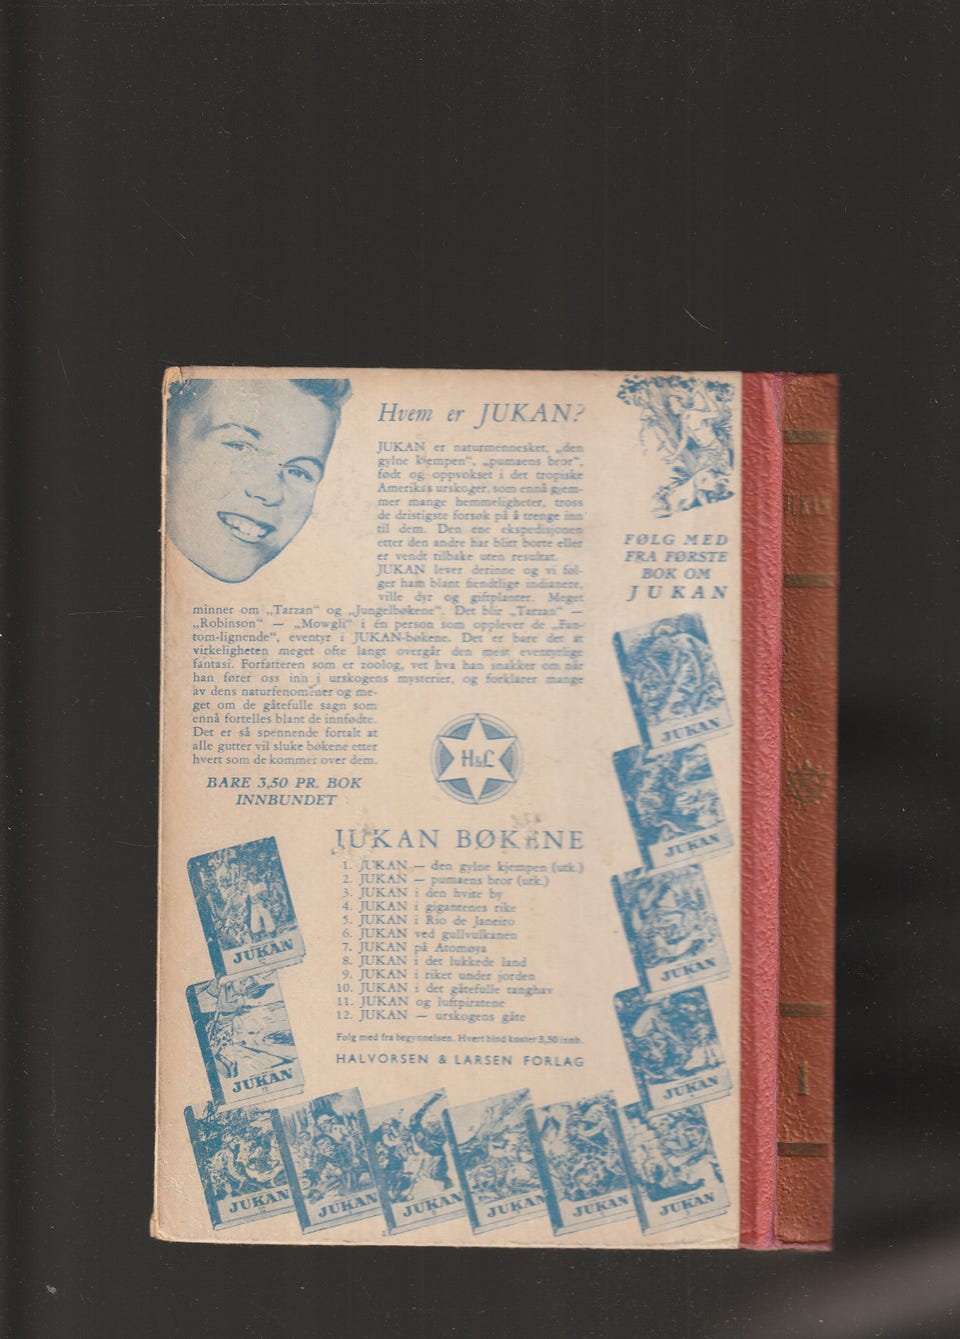 Hvem er JUKAN?
JUKAN er naturmennesket, „den
gylne kjempen“, „pumaens bror“,
født og oppvokset i det tropiske
Amerikas urskoger, som ennå gjem-
mer mange hemmeligheter, tross
de dristigste forsøk på å trenge inn
til dem. Den ene ekspedisjonen
etter den andre har blitt borte eller
er vendt tilbake uten resultat.
JUKAN lever derinne og vi føl-
ger ham blant fiendtlige indianere,
ville dyr og giftplanter. Meget
minner om „Tarzan“ og „Jungelbøkene“. Det blir „Tarzan“ —
„Robinson“ — „Mowgli“ i én person som opplever de „Fan-
tom-lignende“, eventyr i JUKAN-bøkene. Det er bare det at
virkeligheten meget ofte langt overgår den mest eventyrlige
fantasi. Forfatteren som er zoolog, vet hva han snakker om når
han fører oss inn i urskogens mysterier, og forklarer mange
av dens naturfenomener og me-
get om de gåtefulle sagn som
ennå fortelles blant de innfødte.
Det er så spennende fortalt at
alle gutter vil sluke bøkene etter
hvert som de kommer over dem.
BARE 3,50 PR. BOK
INNBUNDET
FØLG MED
FRA FØRSTE
BOK OM
JUKAN
H&L
JUKAN BØKENE
1. JUKAN — den gylne kjempen (utk.)
2. JUKAN — pumaens bror (utk.)
3. JUKAN i den hvite by
4. JUKAN i gigantenes rike
5. JUKAN i Rio de Janeiro
6. JUKAN ved gullvulkanen
7. JUKAN på Atomøya
8. JUKAN i det lukkede land
9. JUKAN i riket under jorden
10. JUKAN i det gåtefulle tanghav
11. JUKAN og luftpiratene
12. JUKAN — urskogens gåte
Følg med fra begynnelsen. Hvert bind koster 3,50 innb.
HALVORSEN & LARSEN FORLAG
JUKAN
JUKAN
JUKAN
JUKAN
JUKAN
JUKAN
JUKAN
JUKAN
JUKAN
JUKAN
JUKAN
JUKAN
1